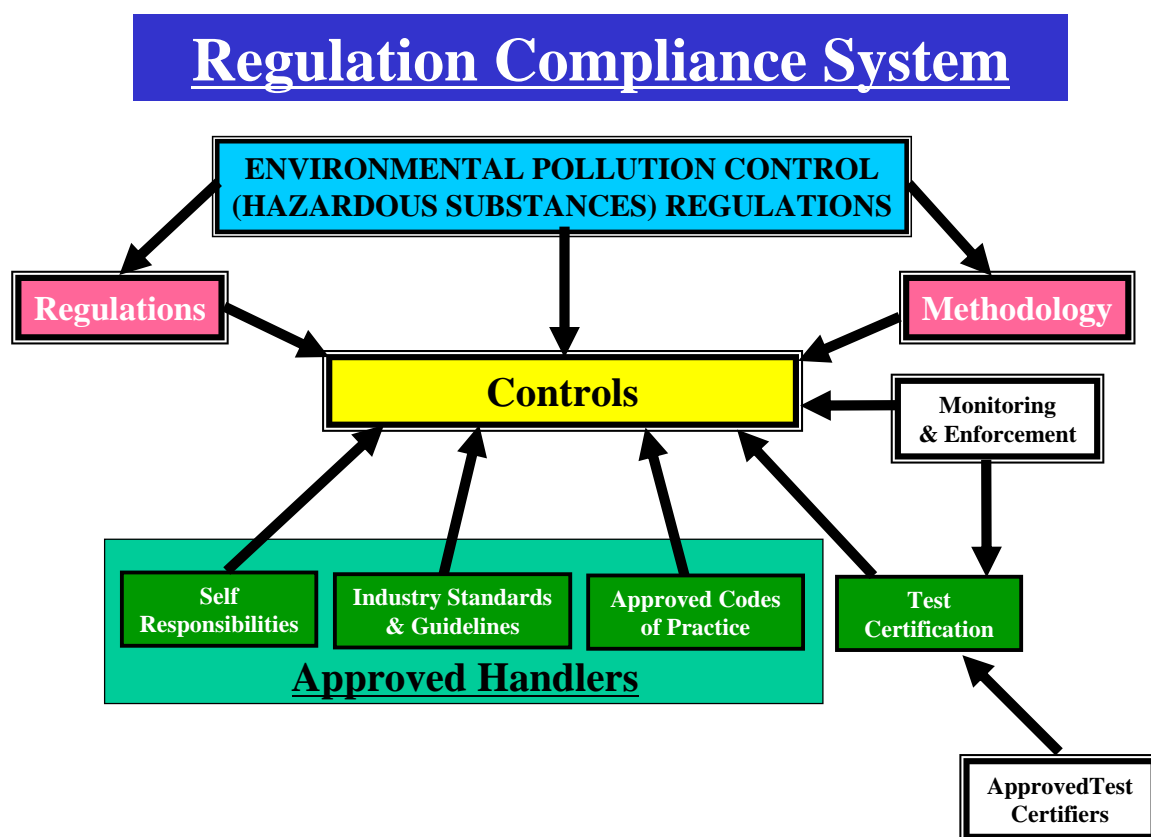 Regulation Compliance System
ENVIRONMENTAL POLLUTION CONTROL
(HAZARDOUS SUBSTANCES) REGULATIONS
Regulations
Methodology
Controls
Monitoring
& Enforcement
Self
Responsibilities
Industry Standards
& Guidelines
Approved Codes
of Practice
Test
Certification
Approved Handlers
ApprovedTest
Certifiers